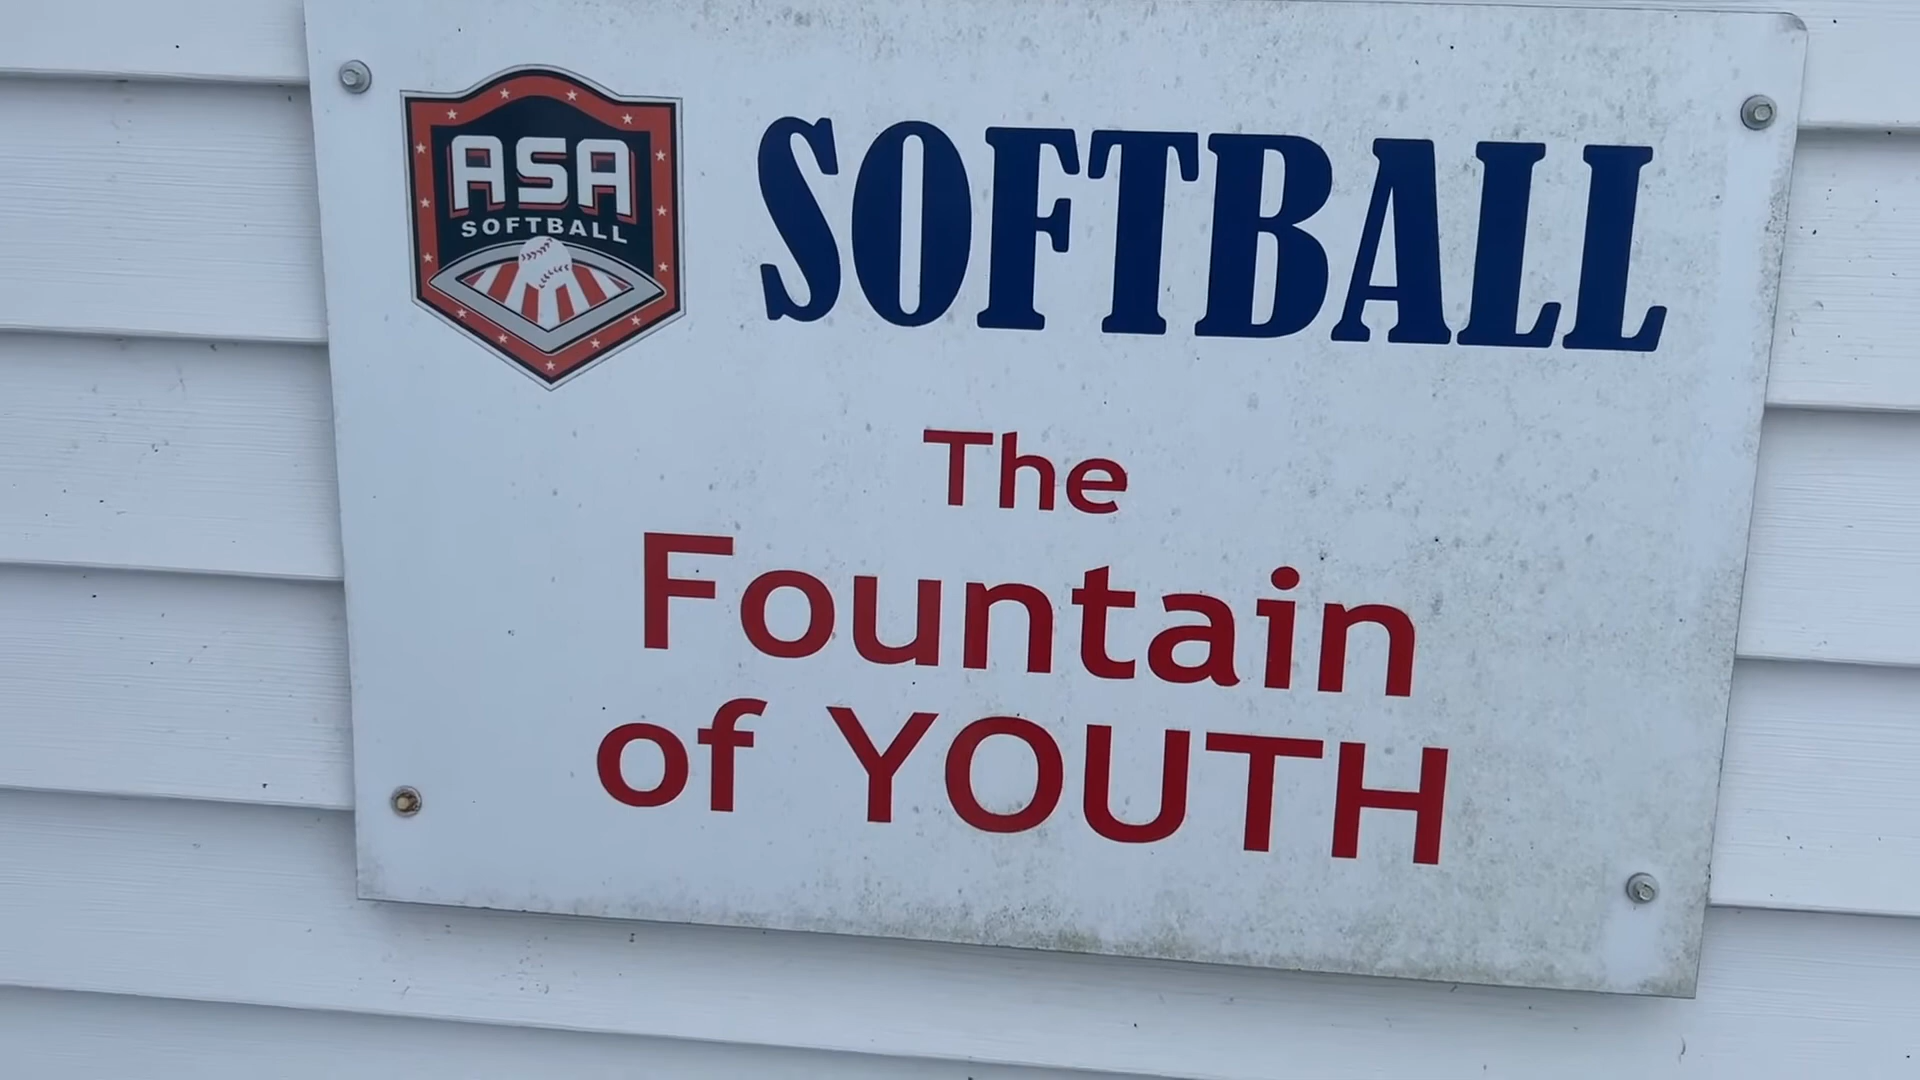 ASA
SOFTBALL
SOFTBALL
The
Fountain
of YOUTH